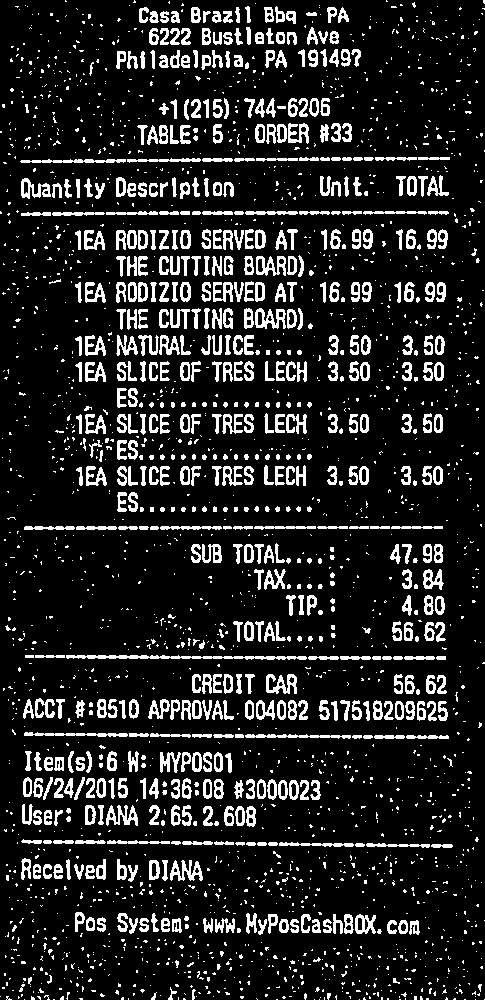 Casa Brazil Bbq - PA
6222 Bustleton Ave
Philadelphia, PA 19149?
+1(215) 744-6206
TABLE: 5 ORDER #33
Quantity Description Unit. TOTAL
1EA RODIZIO SERVED AT 16.99 16.99
THE CUTTING BOARD).
1EA RODIZIO SERVED AT 16.99 16.99
THE CUTTING BOARD).
1EA NATURAL JUICE..... 3.50 3.50
1EA SLICE OF TRES LECH 3.50 3.50
ES.................
1EA SLICE OF TRES LECH 3.50 3.50
ES.................
1EA SLICE OF TRES LECH 3.50 3.50
ES.................
SUB TOTAL....: 47.98
TAX....: 3.84
TIP.: 4.80
TOTAL....: 56.62
CREDIT CAR 56.62
ACCT #:8510 APPROVAL 004082 517518209625
Item(s):6 W: MYPOS01
06/24/2015 14:36:08 #3000023
User: DIANA 2.65.2.608
Received by DIANA
Pos System: www.MyPosCashBOX.com